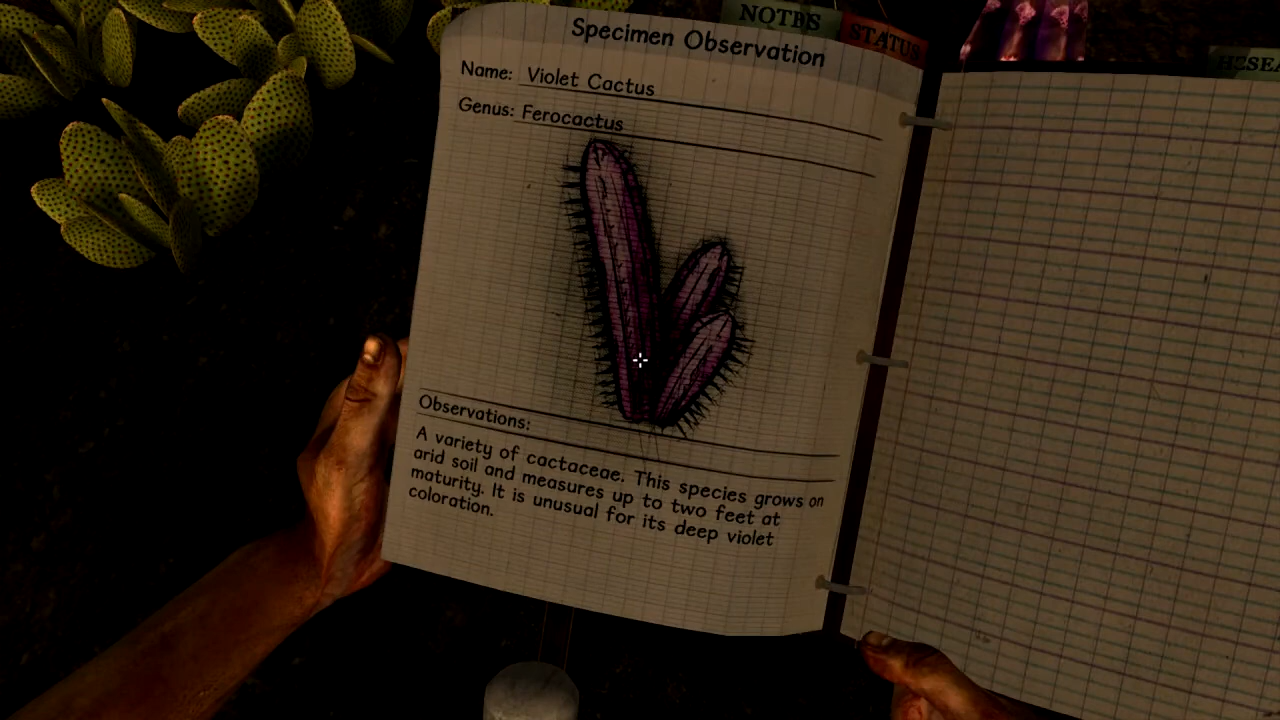 NOTES
STATUS
Specimen Observation
Name: Violet Cactus
Genus: Ferocactus
Observations:
A variety of cactaceae. This species grows on
arid soil and measures up to two feet at
maturity. It is unusual for its deep violet
coloration.